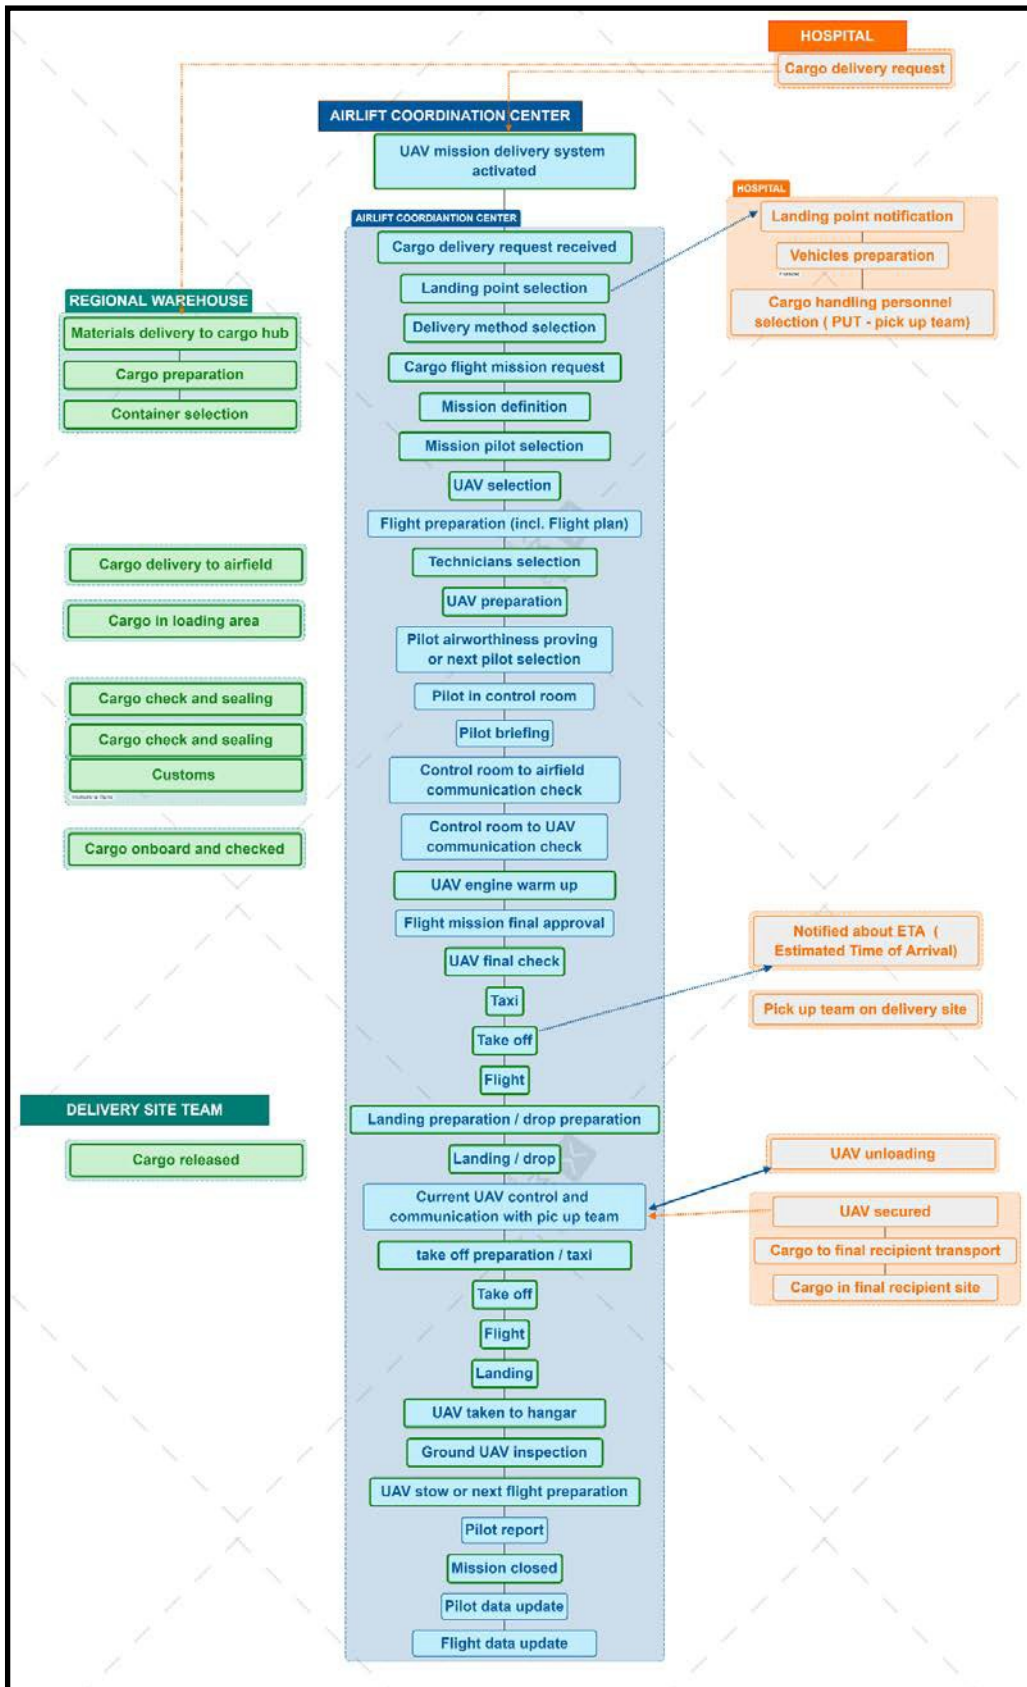 HOSPITAL
Cargo delivery request
AIRLIFT COORDINATION CENTER
UAV mission delivery system
activated
HOSPITAL
Landing point notification
Vehicles preparation
Cargo handling personnel
selection ( PUT - pick up team)
AIRLIFT COORDIANTION CENTER
Cargo delivery request received
Landing point selection
Delivery method selection
Cargo flight mission request
Mission definition
Mission pilot selection
UAV selection
Flight preparation (incl. Flight plan)
Technicians selection
UAV preparation
Pilot airworthiness proving
or next pilot selection
Pilot in control room
Pilot briefing
Control room to airfield
communication check
Control room to UAV
communication check
UAV engine warm up
Flight mission final approval
UAV final check
Taxi
Take off
Flight
Landing preparation / drop preparation
Landing / drop
Current UAV control and
communication with pic up team
take off preparation / taxi
Take off
Flight
Landing
UAV taken to hangar
Ground UAV inspection
UAV stow or next flight preparation
Pilot report
Mission closed
Pilot data update
Flight data update
REGIONAL WAREHOUSE
Materials delivery to cargo hub
Cargo preparation
Container selection
Cargo delivery to airfield
Cargo in loading area
Cargo check and sealing
Cargo check and sealing
Customs
Cargo onboard and checked
DELIVERY SITE TEAM
Cargo released
Notified about ETA (
Estimated Time of Arrival)
Pick up team on delivery site
UAV unloading
UAV secured
Cargo to final recipient transport
Cargo in final recipient site